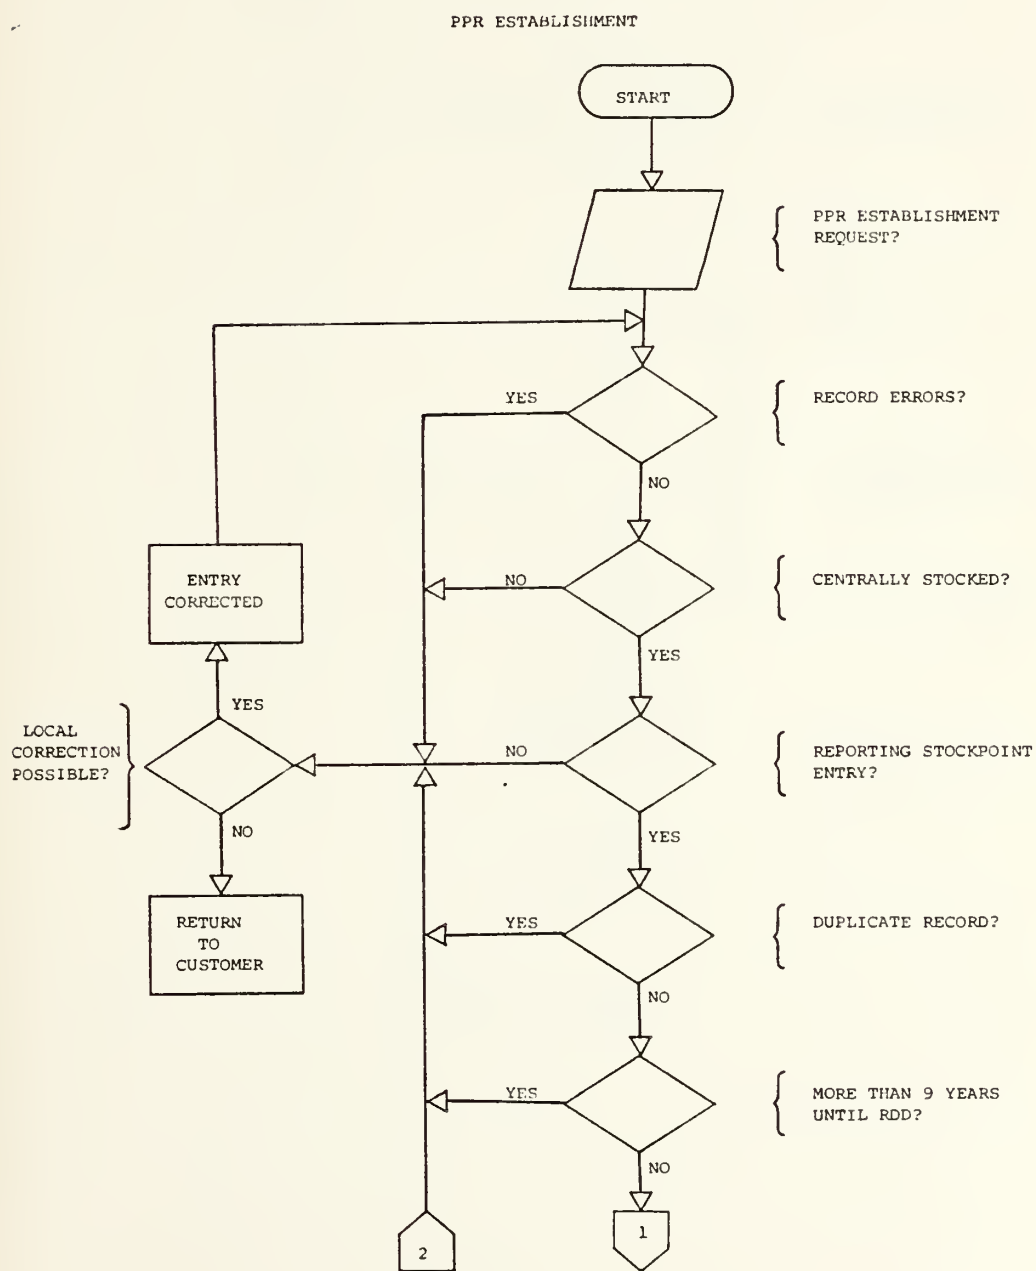 PPR ESTABLISHMENT
START
PPR ESTABLISHMENT
REQUEST?
YES
RECORD ERRORS?
NO
ENTRY
CORRECTED
NO
CENTRALLY STOCKED?
YES
YES
LOCAL
CORRECTION
POSSIBLE?
NO
REPORTING STOCKPOINT
ENTRY?
NO
YES
RETURN
TO
CUSTOMER
YES
DUPLICATE RECORD?
NO
YES
MORE THAN 9 YEARS
UNTIL RDD?
NO
1
2